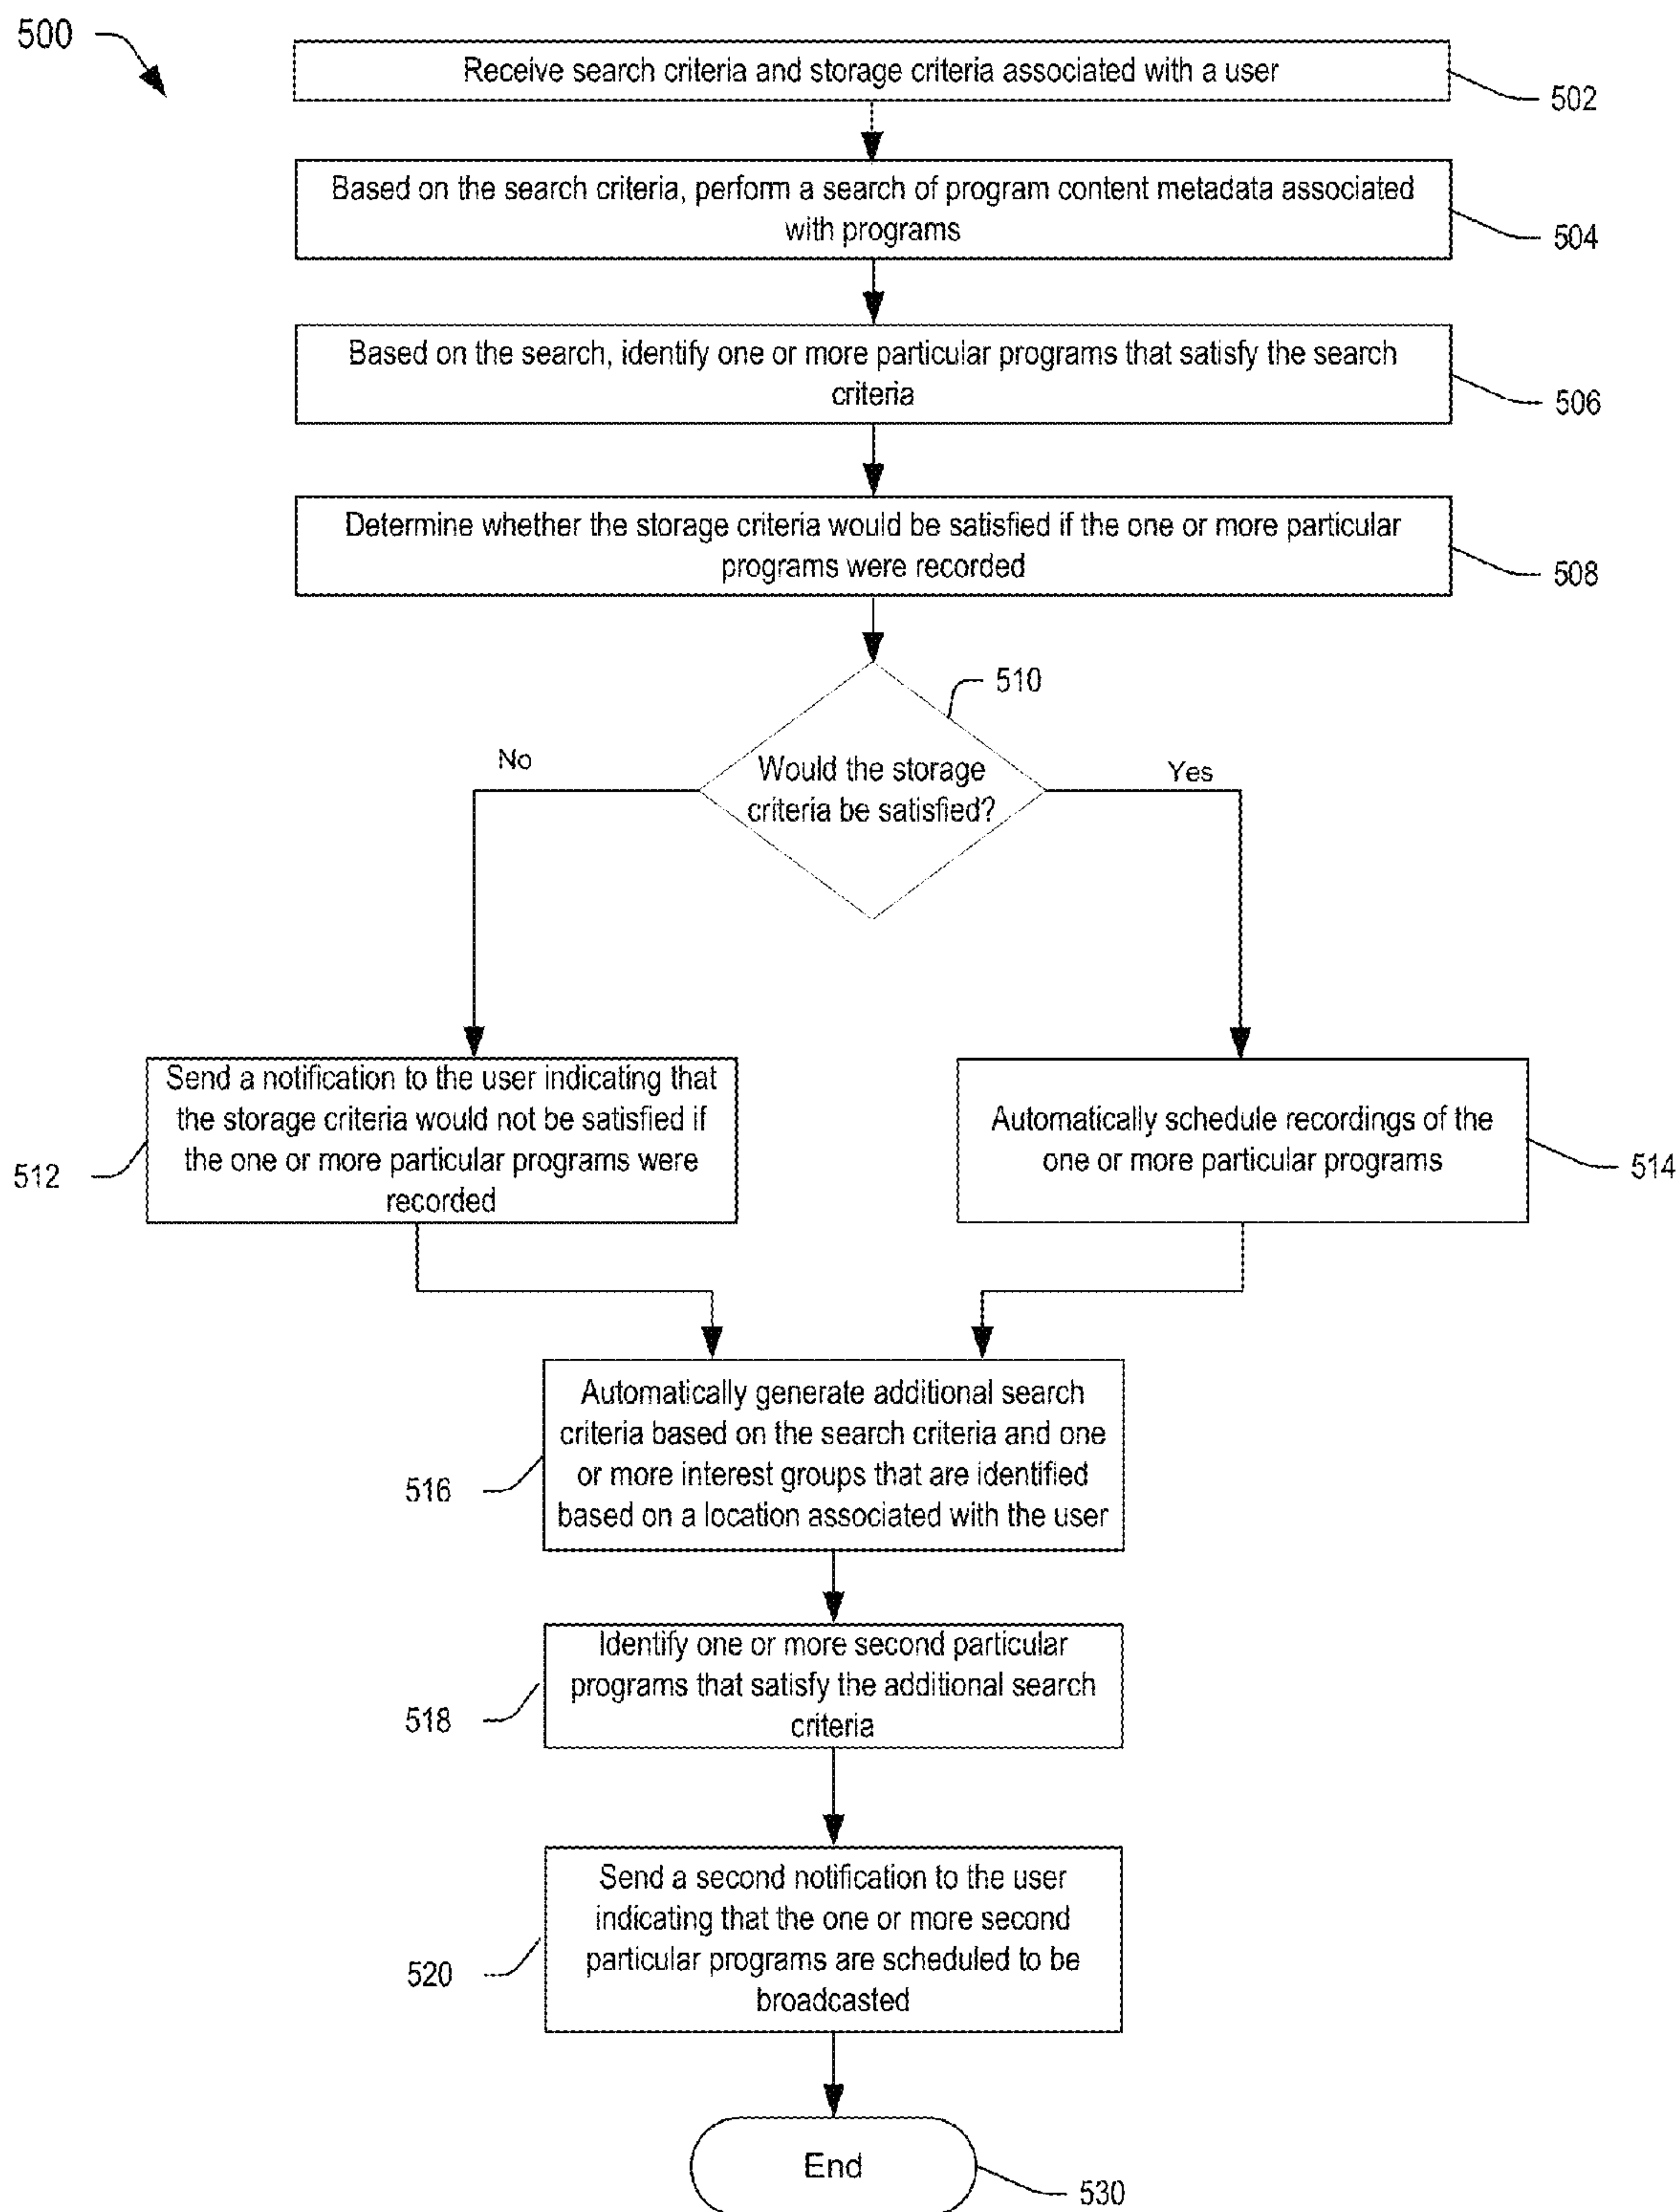 500
Receive search criteria and storage criteria associated with a user
502
Based on the search criteria, perform a search of program content metadata associated
with programs
504
Based on the search, identify one or more particular programs that satisfy the search
criteria
506
Determine whether the storage criteria would be satisfied if the one or more particular
programs were recorded
508
510
Would the storage
criteria be satisfied?
No
Yes
Send a notification to the user indicating that
the storage criteria would not be satisfied if
the one or more particular programs were
recorded
512
Automatically schedule recordings of the
one or more particular programs
514
Automatically generate additional search
criteria based on the search criteria and one
or more interest groups that are identified
based on a location associated with the user
516
Identify one or more second particular
programs that satisfy the additional search
criteria
518
Send a second notification to the user
indicating that the one or more second
particular programs are scheduled to be
broadcasted
520
End
530